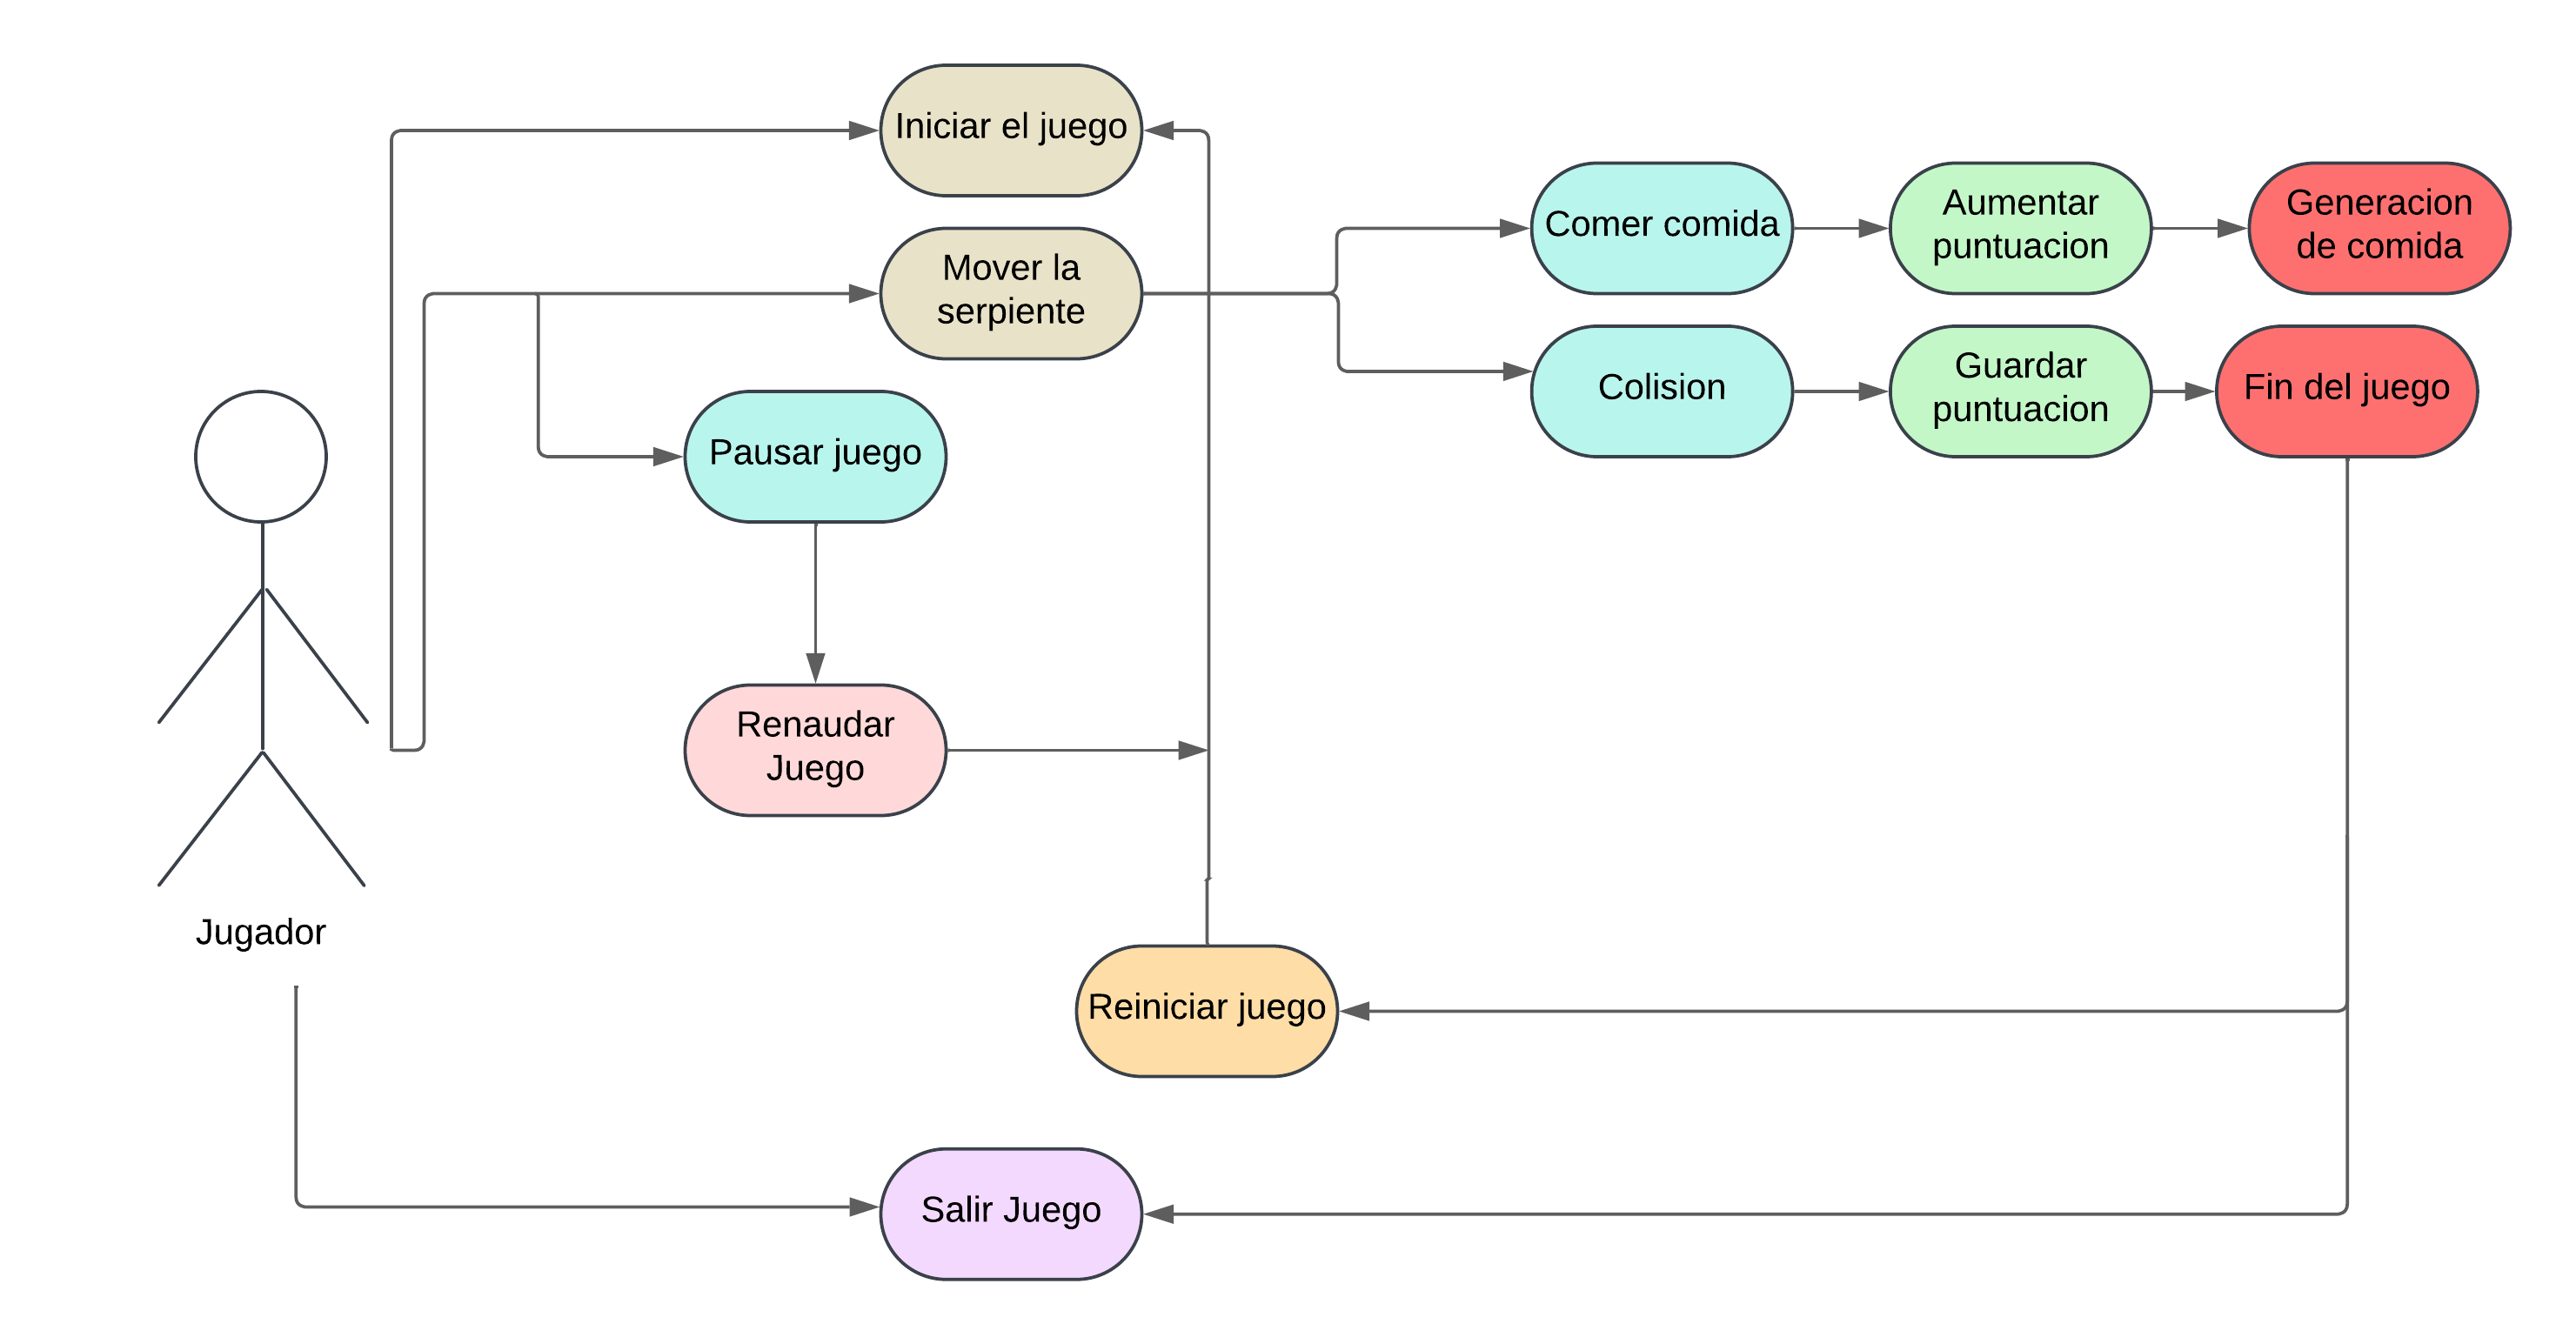 Iniciar el juego
Mover la
serpiente
Comer comida
Aumentar
puntuacion
Generacion
de comida
Colision
Guardar
puntuacion
Fin del juego
Pausar juego
Renaudar
Juego
Jugador
Reiniciar juego
Salir Juego